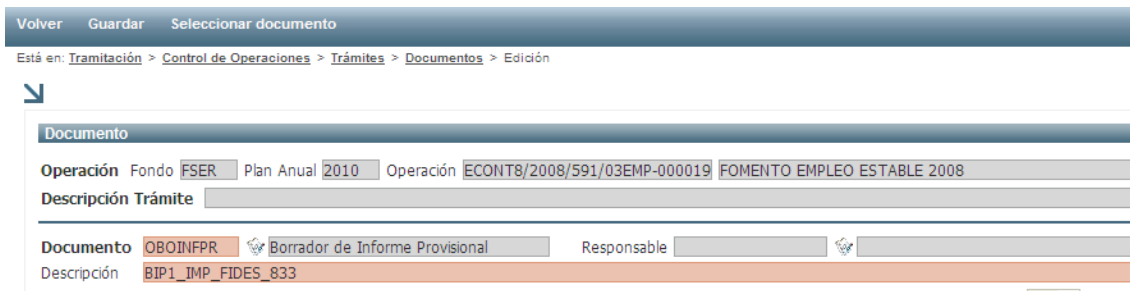 Volver Guardar Seleccionar documento
Está en: Tramitación > Control de Operaciones > Trámites > Documentos > Edición
Documento
Operación Fondo FSER Plan Anual 2010 Operación ECONT8/2008/591/03EMP-000019 FOMENTO EMPLEO ESTABLE 2008
Descripción Trámite
Documento OBOINFPR Borrador de Informe Provisional Responsable
Descripción BIP1_IMP_FIDES_833